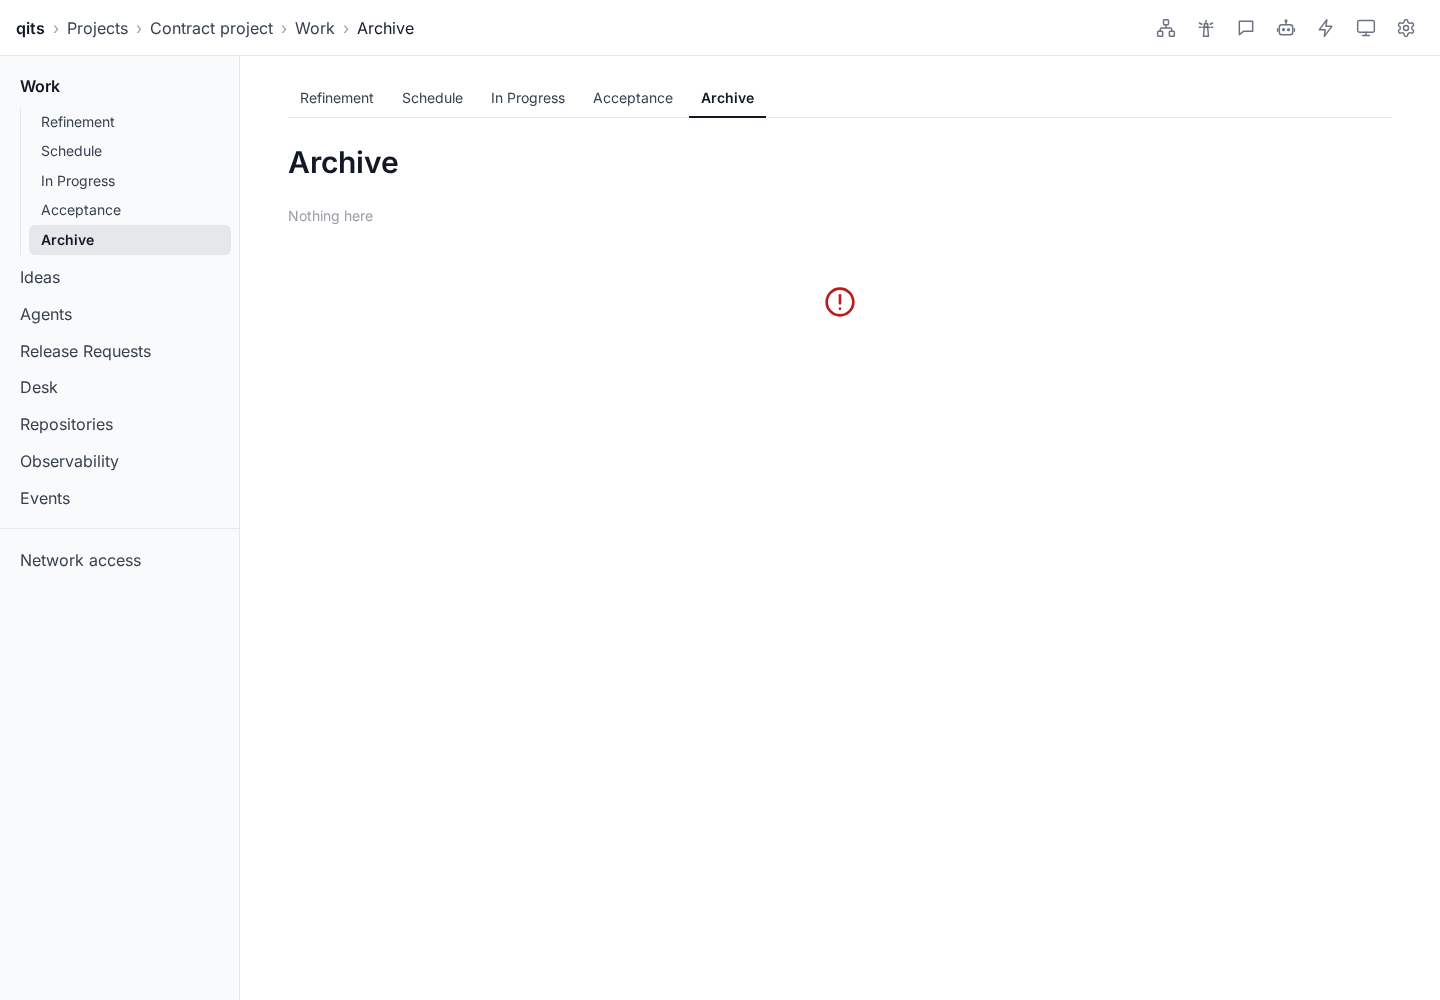 qits › Projects › Contract project › Work › Archive
Work
Refinement
Schedule
In Progress
Acceptance
Archive
Ideas
Agents
Release Requests
Desk
Repositories
Observability
Events
Network access
Refinement Schedule In Progress Acceptance Archive
Archive
Nothing here